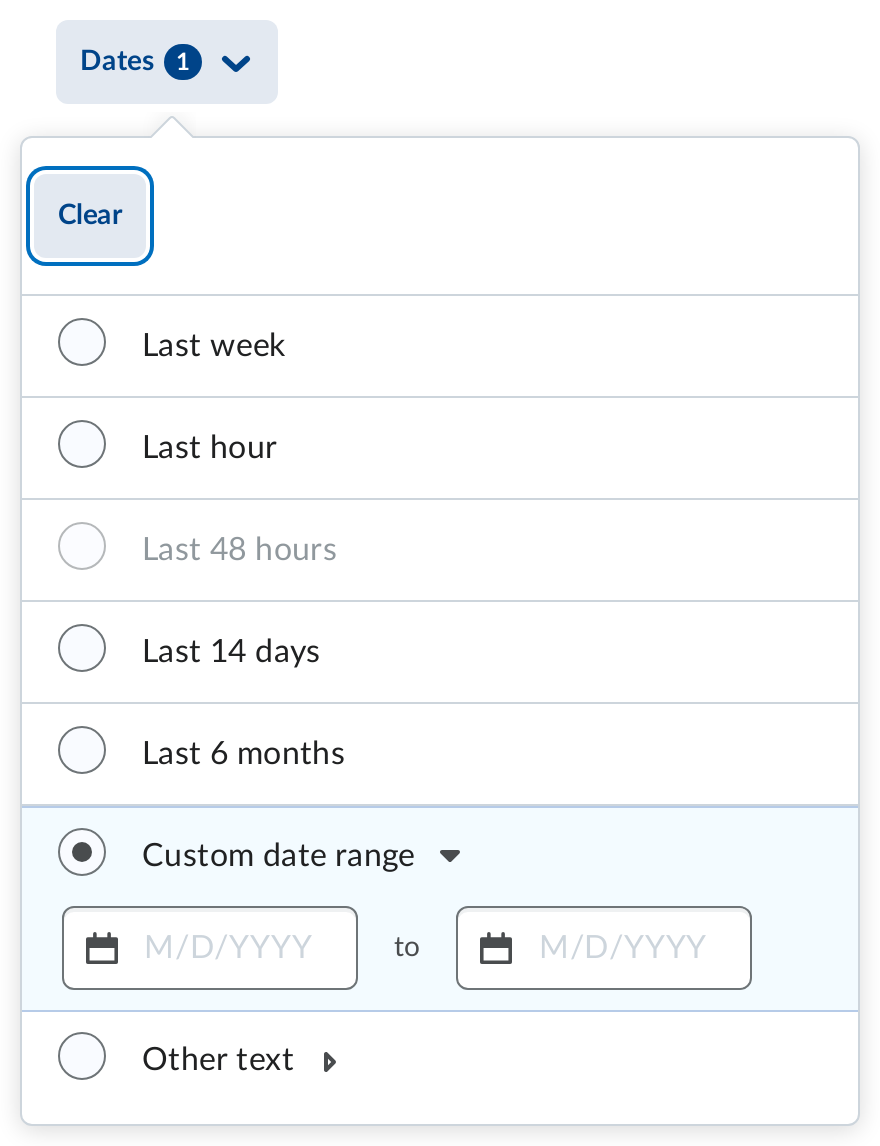 Dates 1
Clear
Last week
Last hour
Last 48 hours
Last 14 days
Last 6 months
Custom date range
M/D/YYYY to M/D/YYYY
Other text